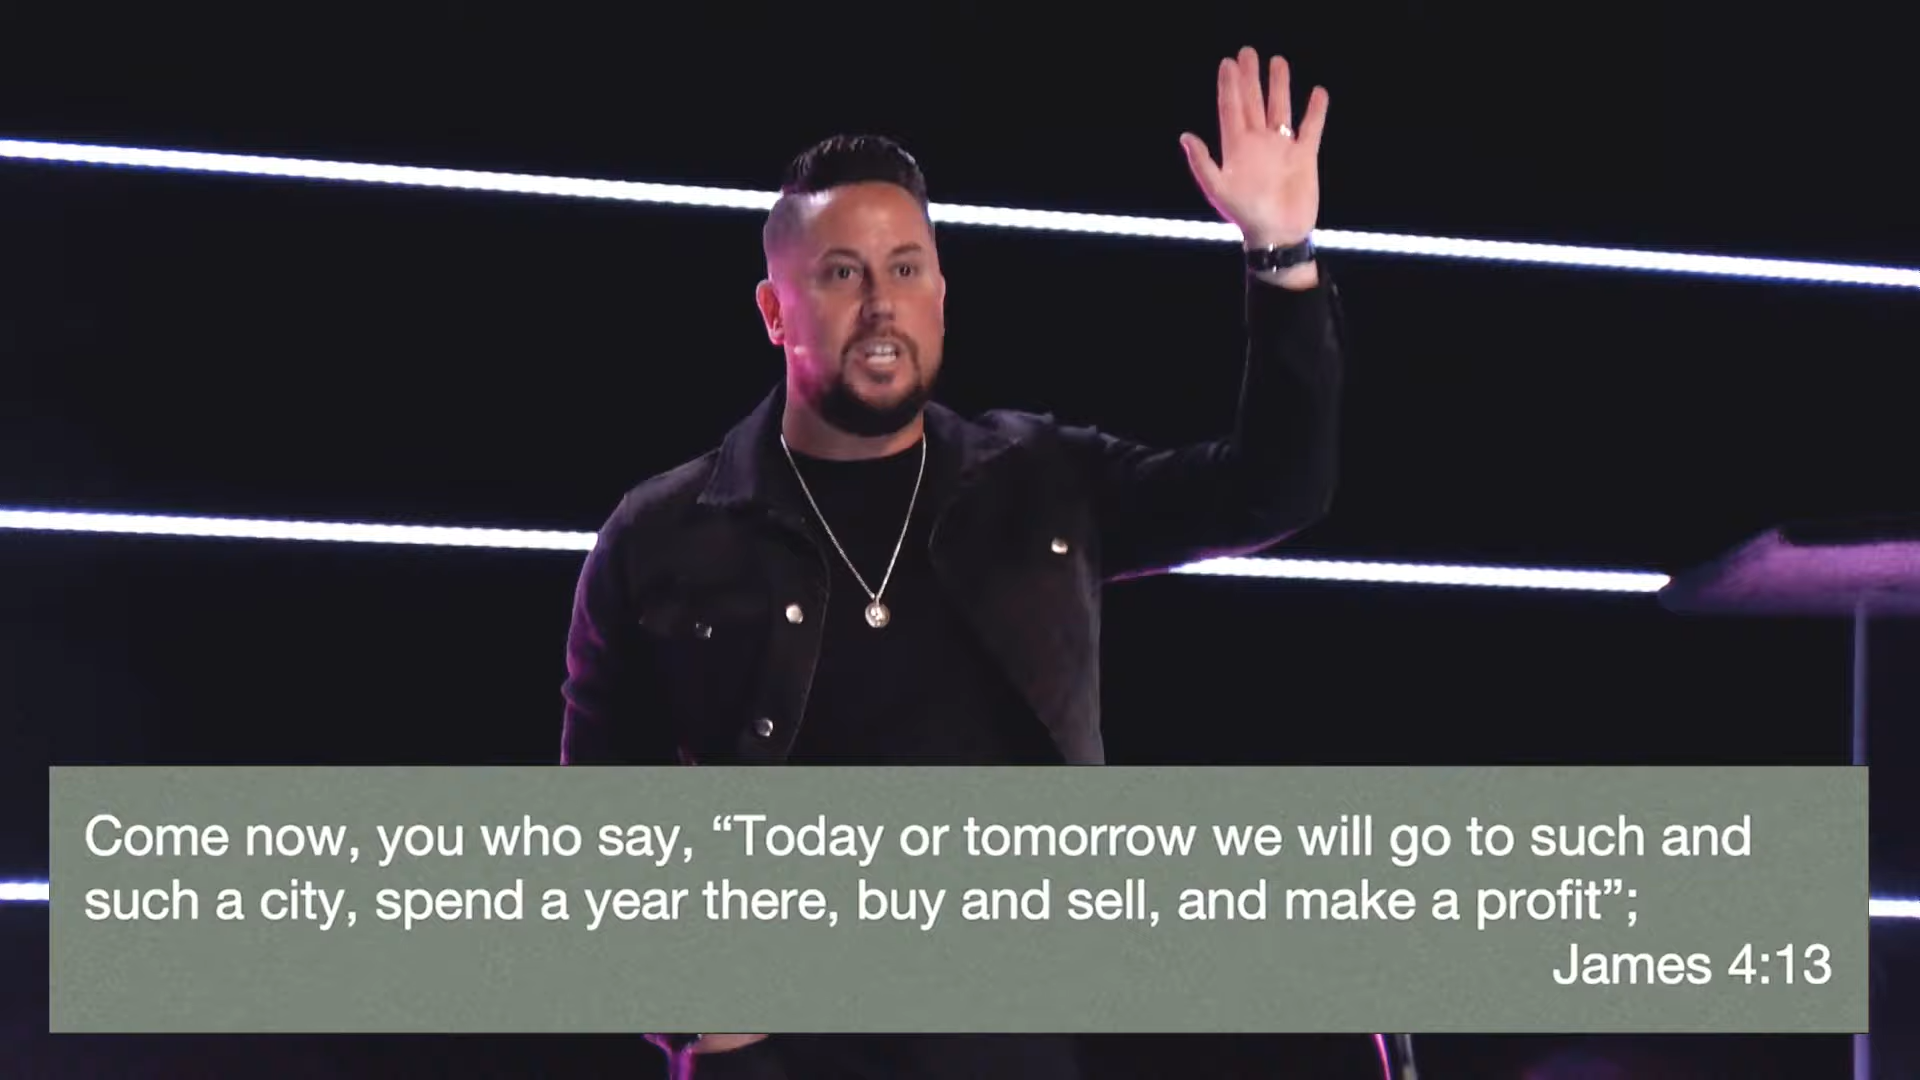 Come now, you who say, “Today or tomorrow we will go to such and
such a city, spend a year there, buy and sell, and make a profit”;
James 4:13